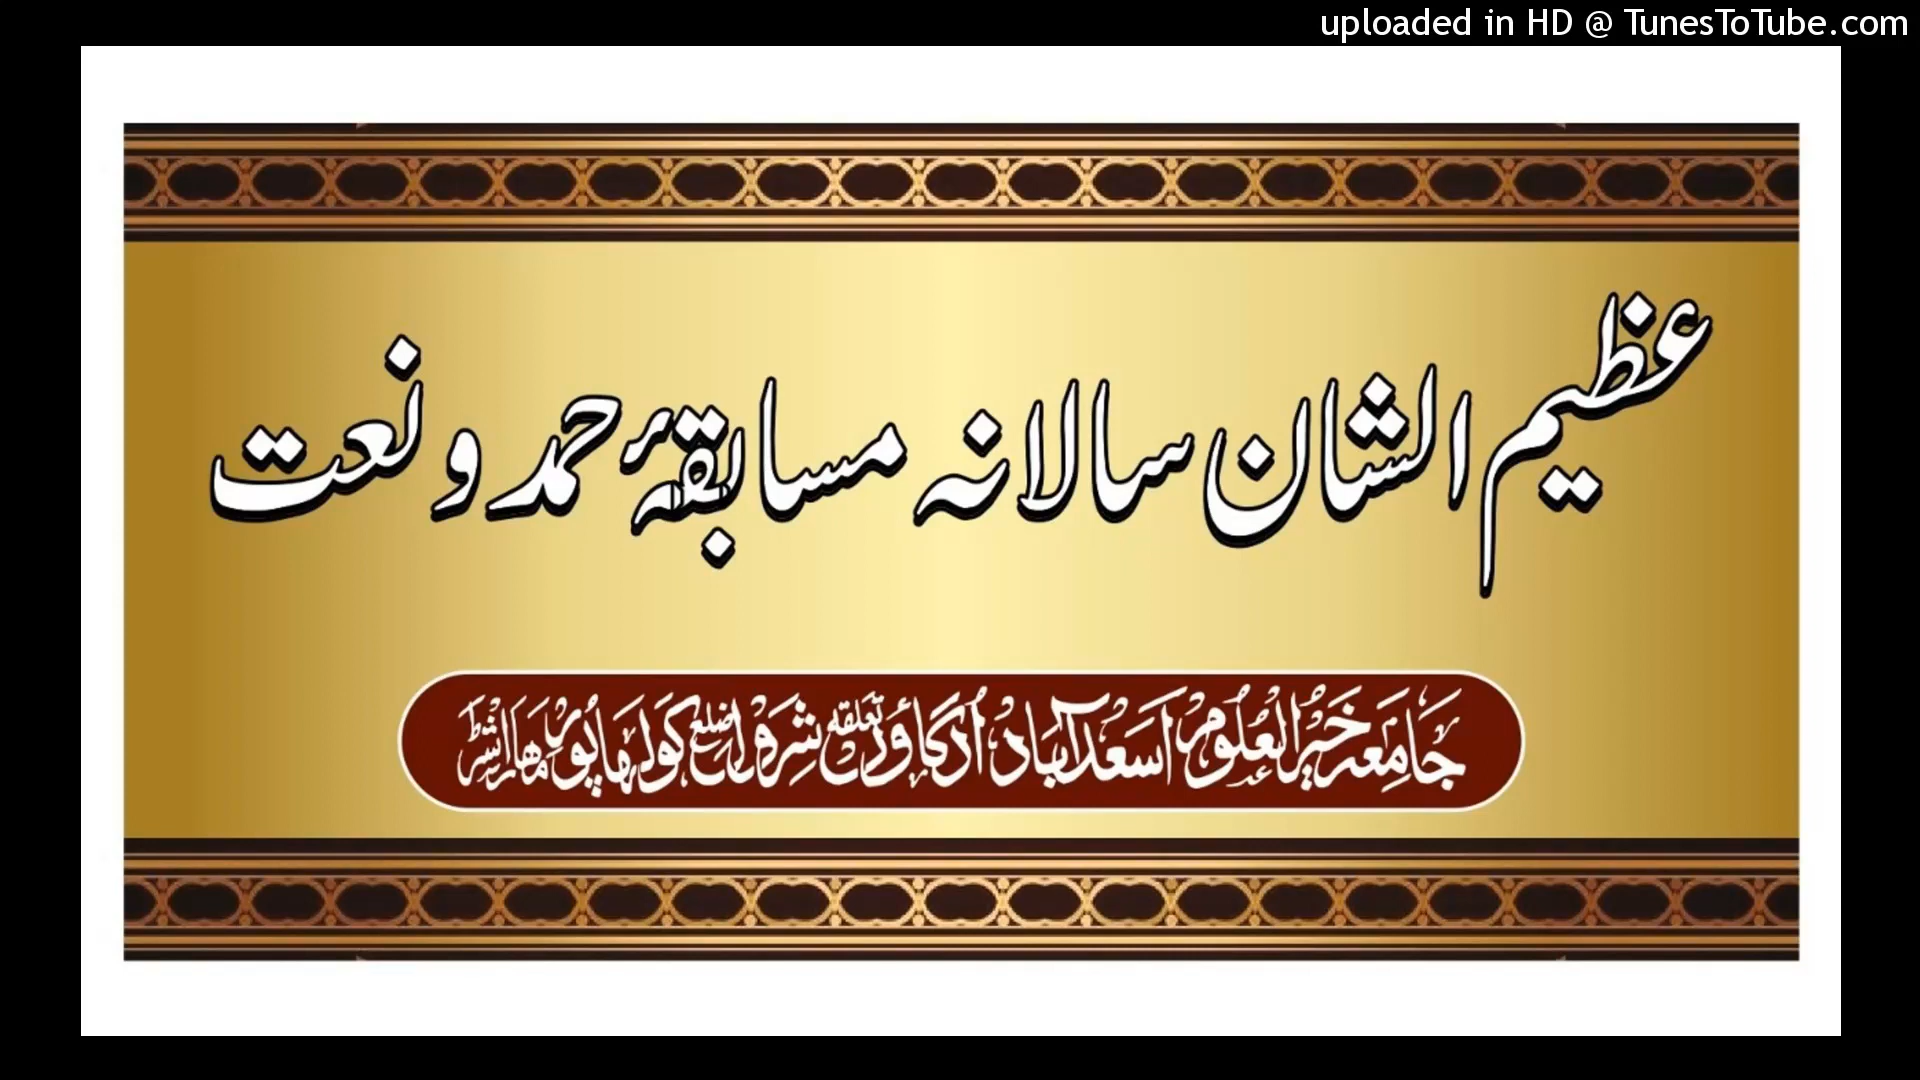 uploaded in HD @ TunesToTube.com
عظیم الشان سالانہ مسابقۂ حمد و نعت
جامعہ خیر العلوم اسعد آباد ادگاؤں تعلقہ شرول ضلع کولہاپور مہاراشٹر